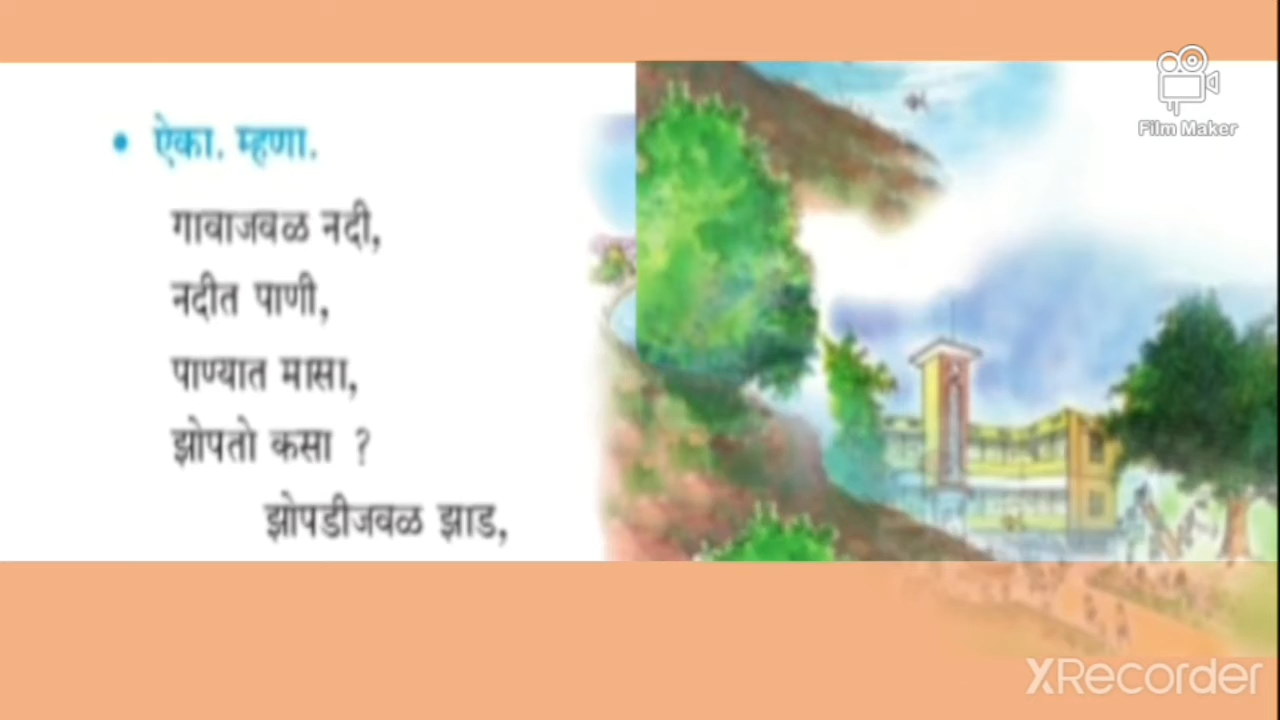 • ऐका. म्हणा.
गावाजवळ नदी,
नदीत पाणी,
पाण्यात मासा,
झोपतो कसा ?
झोपडीजवळ झाड,
Film Maker
XRecorder